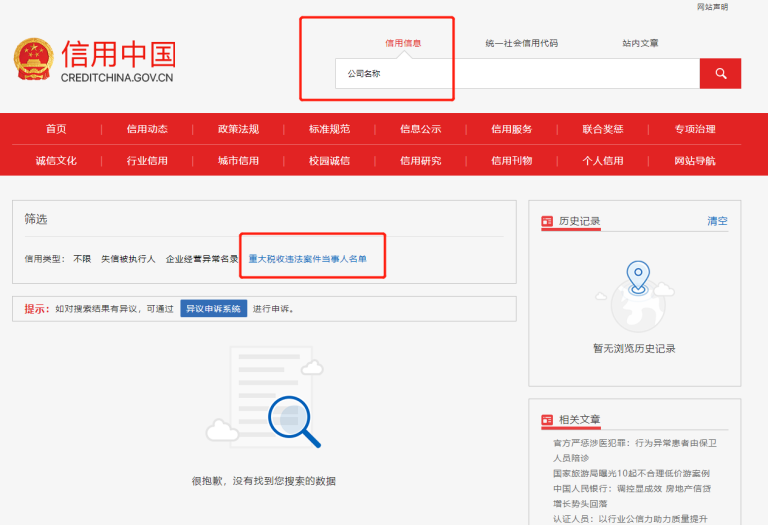 网站声明
信用中国
CREDITCHINA.GOV.CN
信用信息 统一社会信用代码 站内文章
公司名称
首页 信用动态 政策法规 标准规范 信息公示 信用服务 联合奖惩 专项治理
诚信文化 行业信用 城市信用 校园诚信 信用研究 信用刊物 个人信用 网站导航
筛选
信用类型： 不限 失信被执行人 企业经营异常名录 重大税收违法案件当事人名单
提示：如对搜索结果有异议，可通过 异议申诉系统 进行申诉。
很抱歉，没有找到您搜索的数据
历史记录 清空
暂无浏览历史记录
相关文章
官方严惩涉医犯罪：行为异常患者由保卫
人员陪诊
国家旅游局曝光10起不合理低价游案例
中国人民银行：调控显成效 房地产信贷
增长势头回落
认证人员：以行业公信力助力质量提升